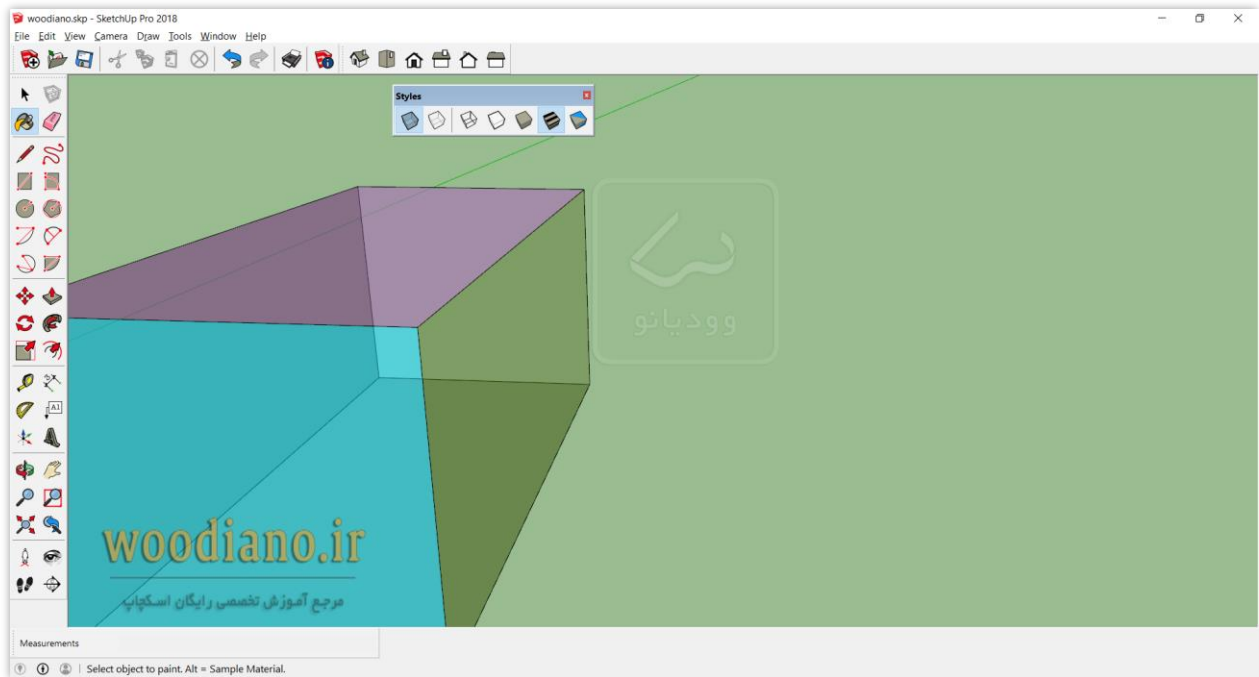 woodiano.skp - SketchUp Pro 2018
File Edit View Camera Draw Tools Window Help
Styles
A1
وودیانو
woodiano.ir
مرجع آموزش تخصصی رایگان اسکچاپ
Measurements
Select object to paint. Alt = Sample Material.